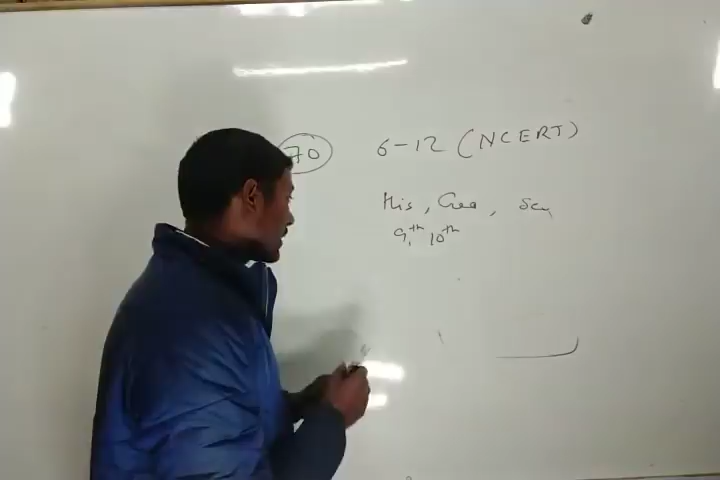 70 6-12 (NCERT)
His, Geo, Sci,
9th, 10th